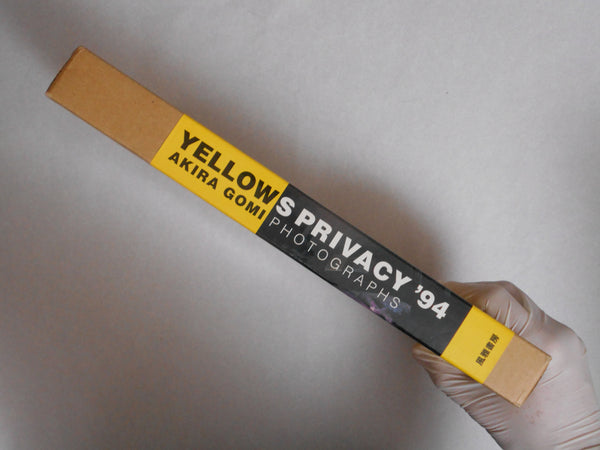 YELLOWS PRIVACY '94
AKIRA GOMI PHOTOGRAPHS
風雅書房